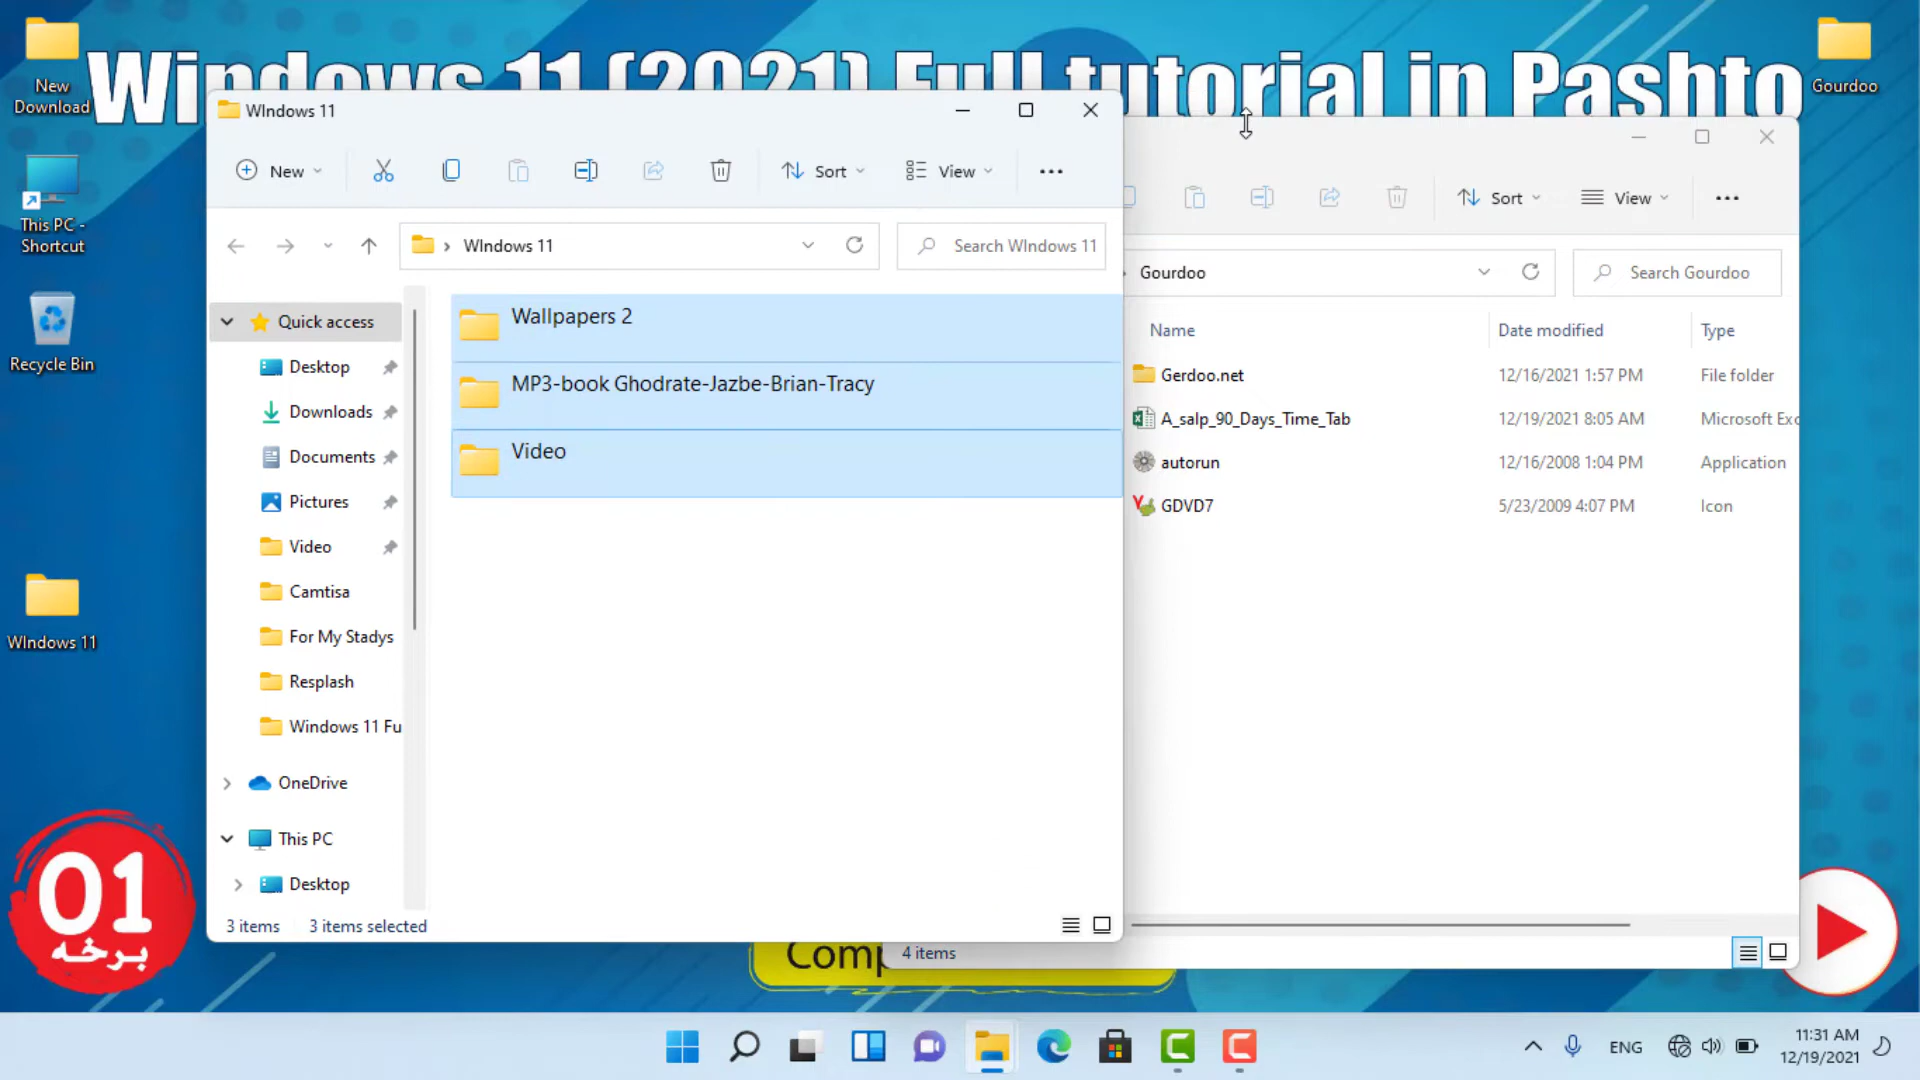 Windows 11 (2021) Full tutorial in Pashto
New
Download
This PC -
Shortcut
Recycle Bin
WIndows 11
Gourdoo
WIndows 11
New
Sort
View
WIndows 11
Search WIndows 11
Quick access
Desktop
Downloads
Documents
Pictures
Video
Camtisa
For My Stadys
Resplash
Windows 11 Fu
OneDrive
This PC
Desktop
Wallpapers 2
MP3-book Ghodrate-Jazbe-Brian-Tracy
Video
3 items
3 items selected
Sort
View
Gourdoo
Search Gourdoo
Name
Date modified
Type
Gerdoo.net
12/16/2021 1:57 PM
File folder
A_salp_90_Days_Time_Tab
12/19/2021 8:05 AM
Microsoft Exc
autorun
12/16/2008 1:04 PM
Application
GDVD7
5/23/2009 4:07 PM
Icon
4 items
01
برخه
Comp
ENG
11:31 AM
12/19/2021